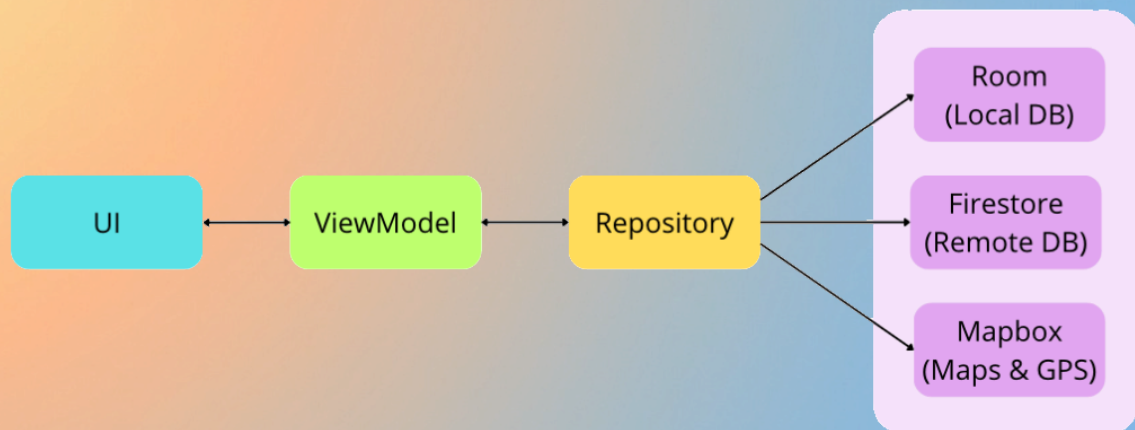 UI
ViewModel
Repository
Room
(Local DB)
Firestore
(Remote DB)
Mapbox
(Maps & GPS)